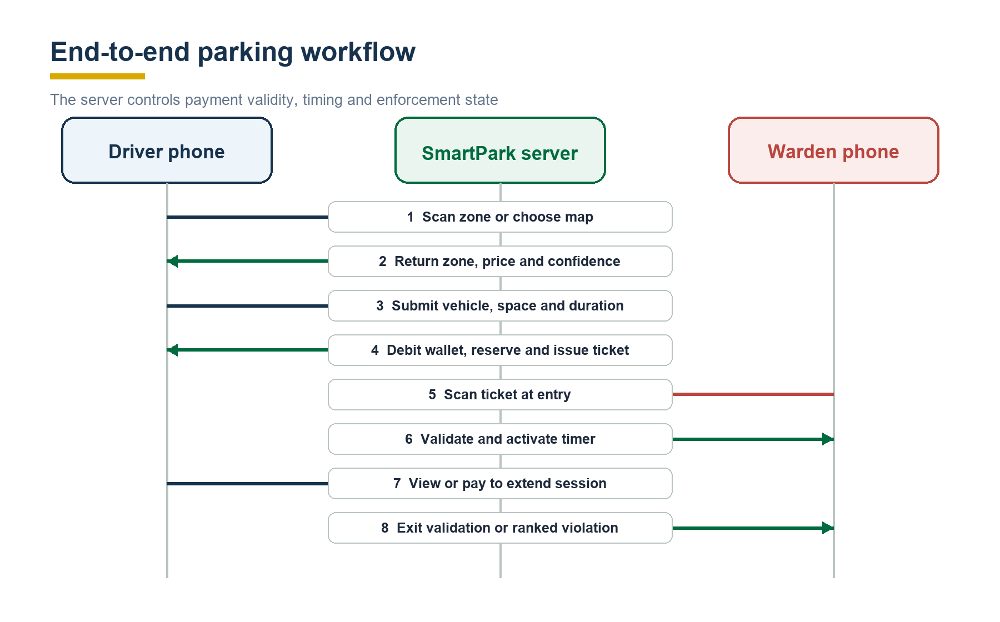 End-to-end parking workflow
The server controls payment validity, timing and enforcement state
Driver phone
SmartPark server
Warden phone
1 Scan zone or choose map
2 Return zone, price and confidence
3 Submit vehicle, space and duration
4 Debit wallet, reserve and issue ticket
5 Scan ticket at entry
6 Validate and activate timer
7 View or pay to extend session
8 Exit validation or ranked violation